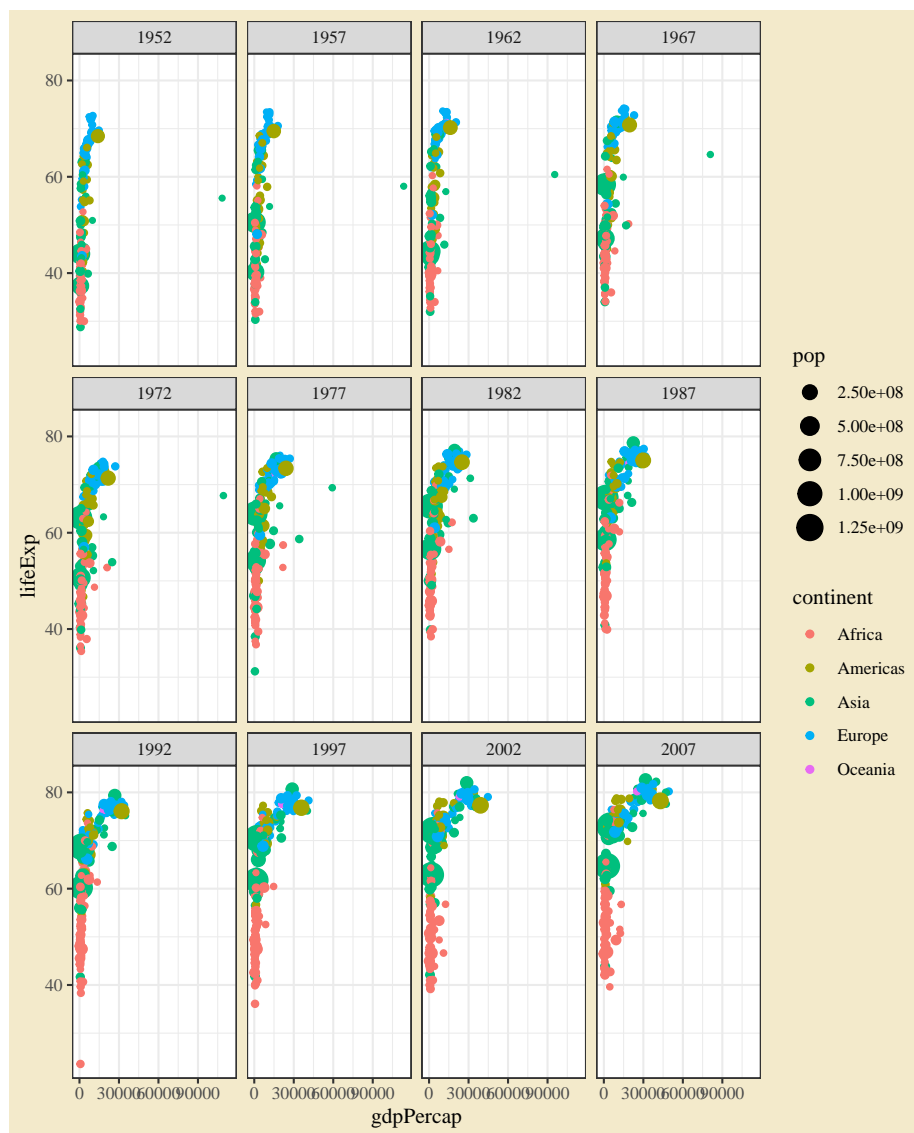 1952 1957 1962 1967
80
60
40
1972 1977 1982 1987
80
60
40
1992 1997 2002 2007
80
60
40
0 30000 60000 90000 0 30000 60000 90000 0 30000 60000 90000 0 30000 60000 90000
gdpPercap
lifeExp
pop
2.50e+08
5.00e+08
7.50e+08
1.00e+09
1.25e+09
continent
Africa
Americas
Asia
Europe
Oceania